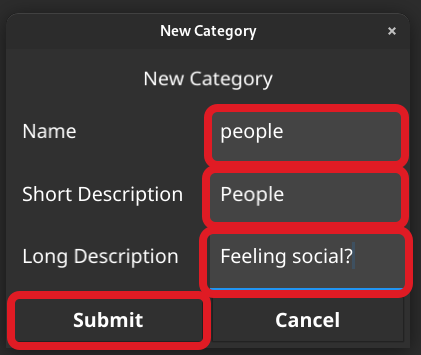 New Category
New Category
Name people
Short Description People
Long Description Feeling social?
Submit Cancel